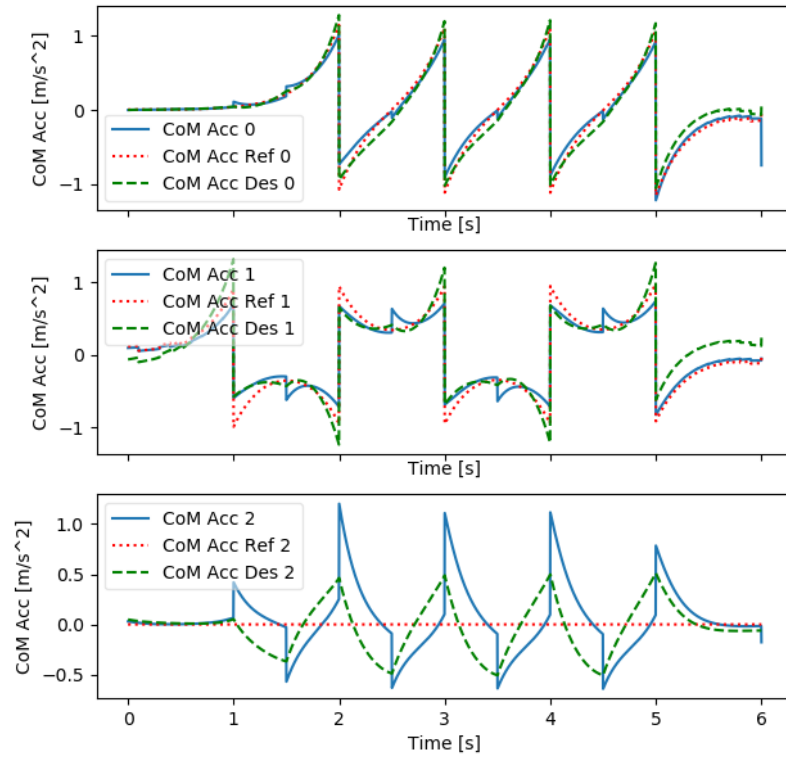 CoM Acc [m/s^2]
1
0
−1
CoM Acc 0
CoM Acc Ref 0
CoM Acc Des 0
Time [s]
CoM Acc [m/s^2]
1
0
−1
CoM Acc 1
CoM Acc Ref 1
CoM Acc Des 1
Time [s]
CoM Acc [m/s^2]
1.0
0.5
0.0
−0.5
CoM Acc 2
CoM Acc Ref 2
CoM Acc Des 2
0 1 2 3 4 5 6
Time [s]